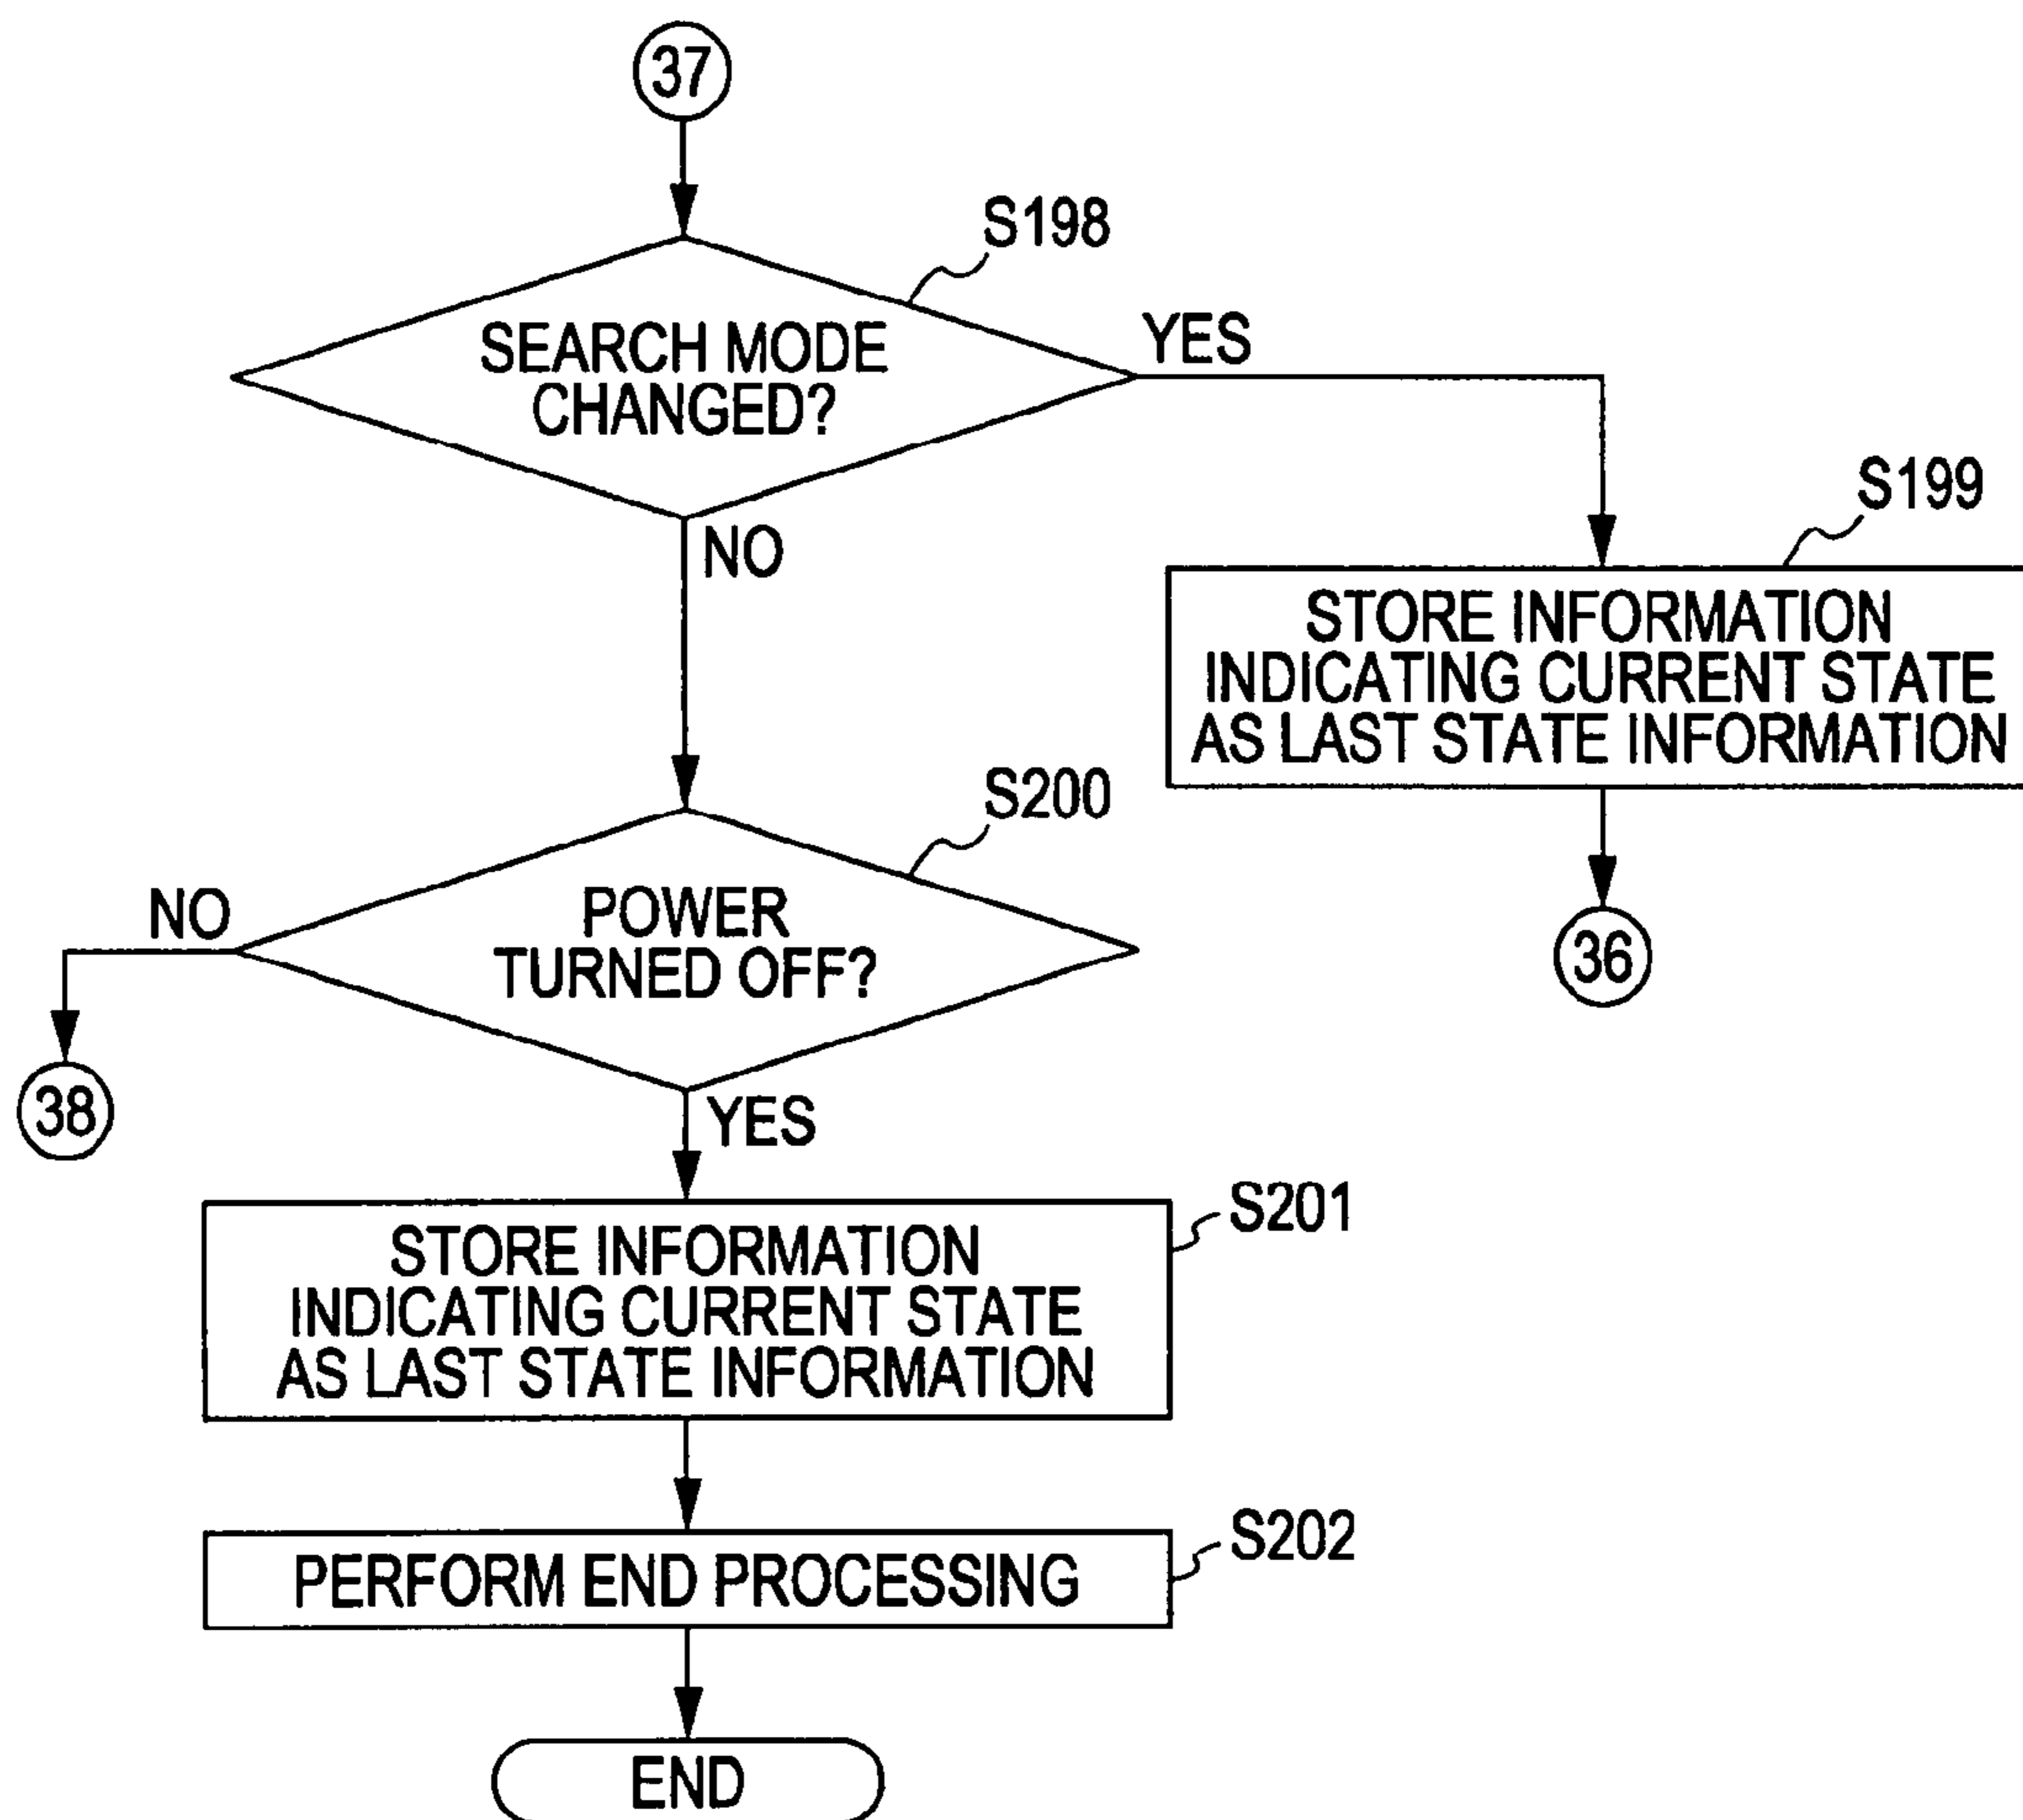 37
S198
SEARCH MODE
CHANGED?
YES
NO
S199
STORE INFORMATION
INDICATING CURRENT STATE
AS LAST STATE INFORMATION
36
S200
POWER
TURNED OFF?
NO
38
YES
S201
STORE INFORMATION
INDICATING CURRENT STATE
AS LAST STATE INFORMATION
S202
PERFORM END PROCESSING
END